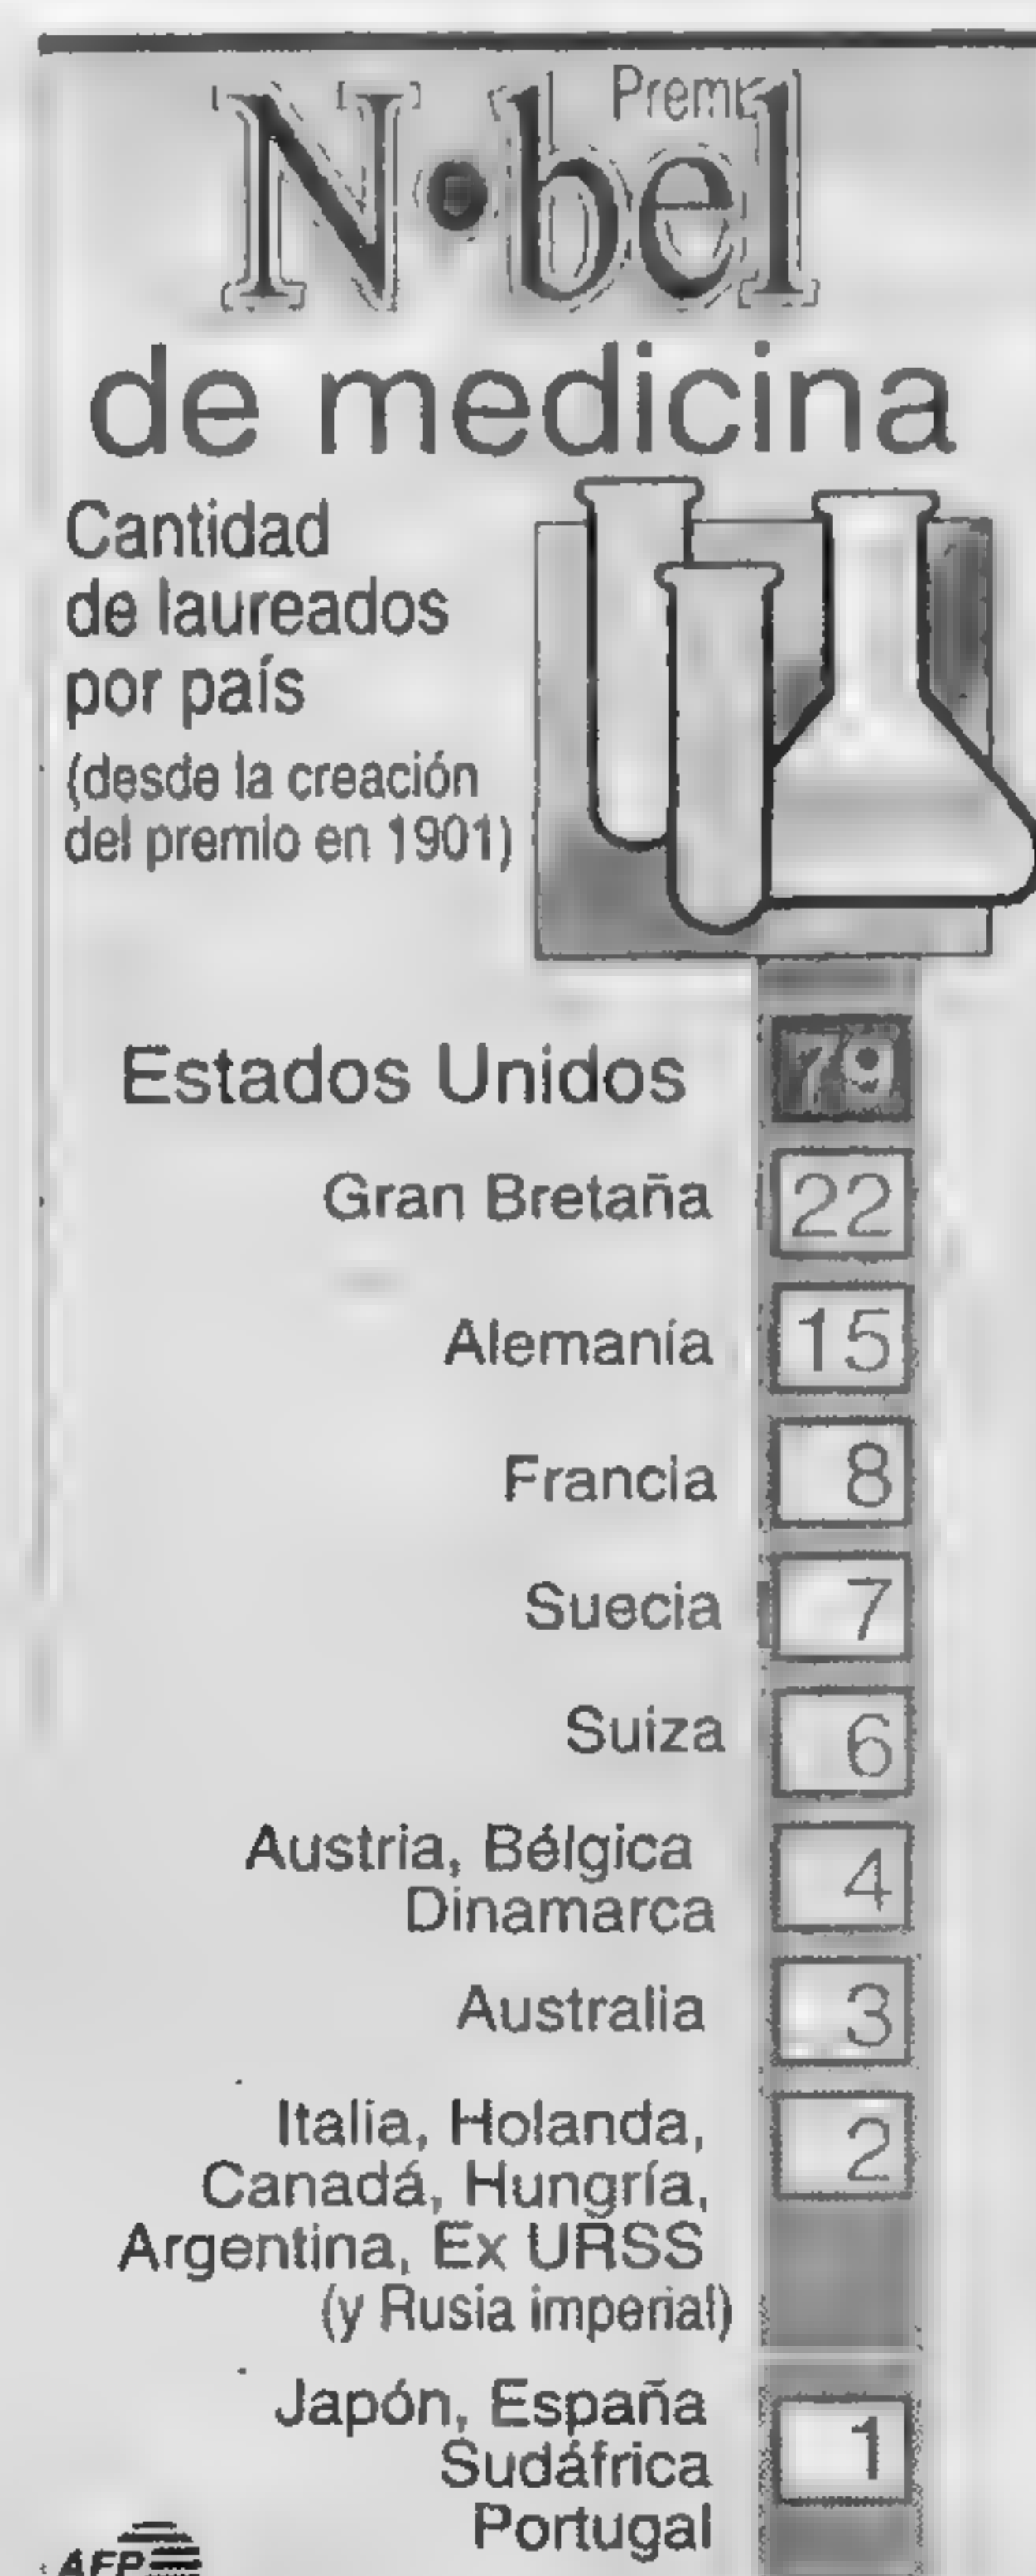 Premio
N•bel
de medicina
Cantidad
de laureados
por país
(desde la creación
del premio en 1901)
Estados Unidos 79
Gran Bretaña 22
Alemania 15
Francia 8
Suecia 7
Suiza 6
Austria, Bélgica
Dinamarca 4
Australia 3
Italia, Holanda, 2
Canadá, Hungría,
Argentina, Ex URSS
(y Rusia imperial)
Japón, España
Sudáfrica 1
Portugal
AFP